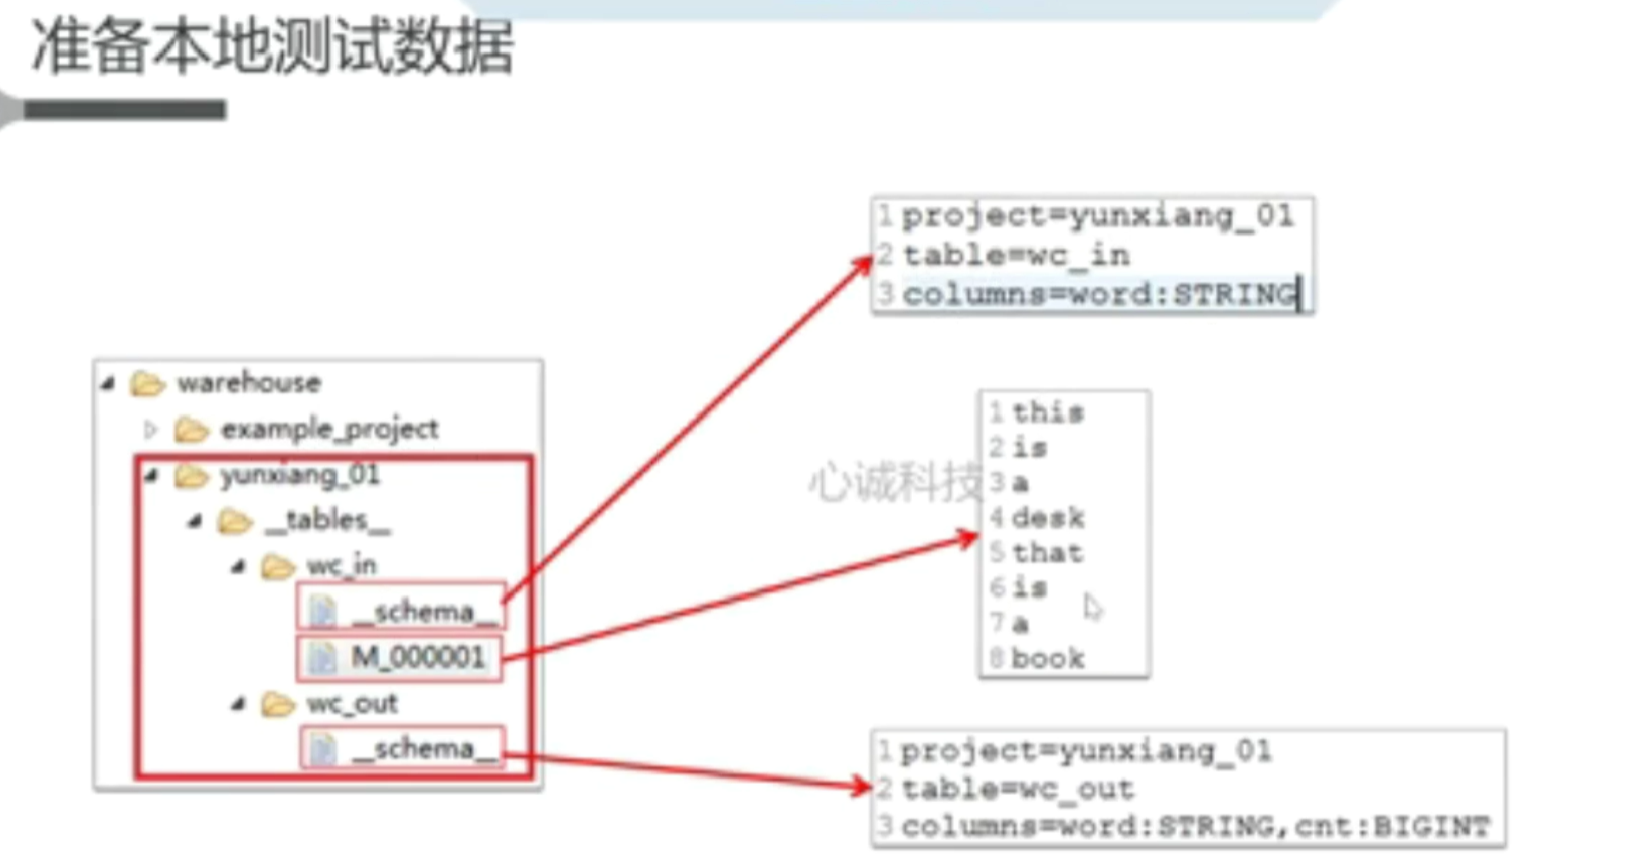 准备本地测试数据
1 project=yunxiang_01
2 table=wc_in
3 columns=word:STRING
warehouse
example_project
yunxiang_01
__tables__
wc_in
__schema__
M_000001
wc_out
__schema__
心诚科技
1 this
2 is
3 a
4 desk
5 that
6 is
7 a
8 book
1 project=yunxiang_01
2 table=wc_out
3 columns=word:STRING,cnt:BIGINT